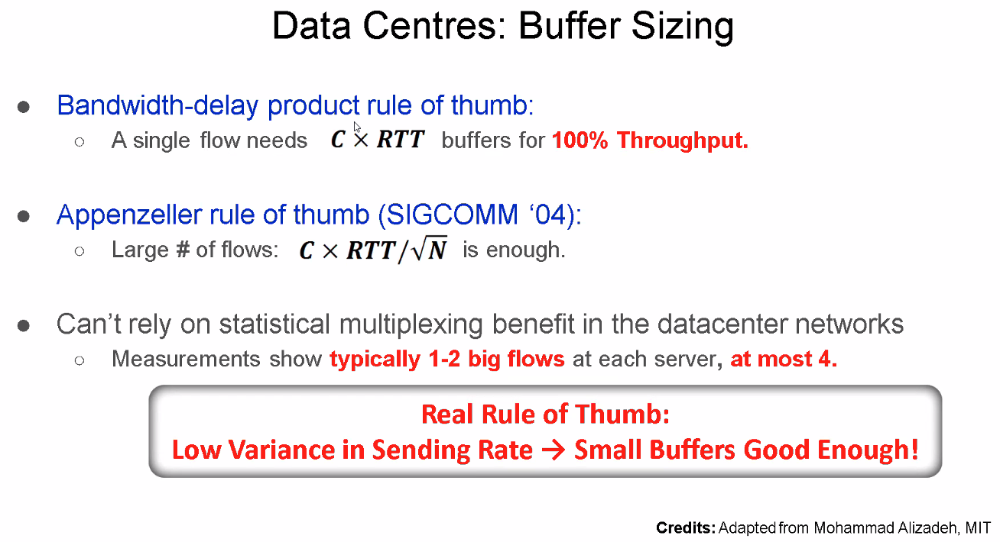 Data Centres: Buffer Sizing
● Bandwidth-delay product rule of thumb:
○ A single flow needs C × RTT buffers for 100% Throughput.
● Appenzeller rule of thumb (SIGCOMM ‘04):
○ Large # of flows: C × RTT/√N is enough.
● Can’t rely on statistical multiplexing benefit in the datacenter networks
○ Measurements show typically 1-2 big flows at each server, at most 4.
Real Rule of Thumb:
Low Variance in Sending Rate → Small Buffers Good Enough!
Credits: Adapted from Mohammad Alizadeh, MIT